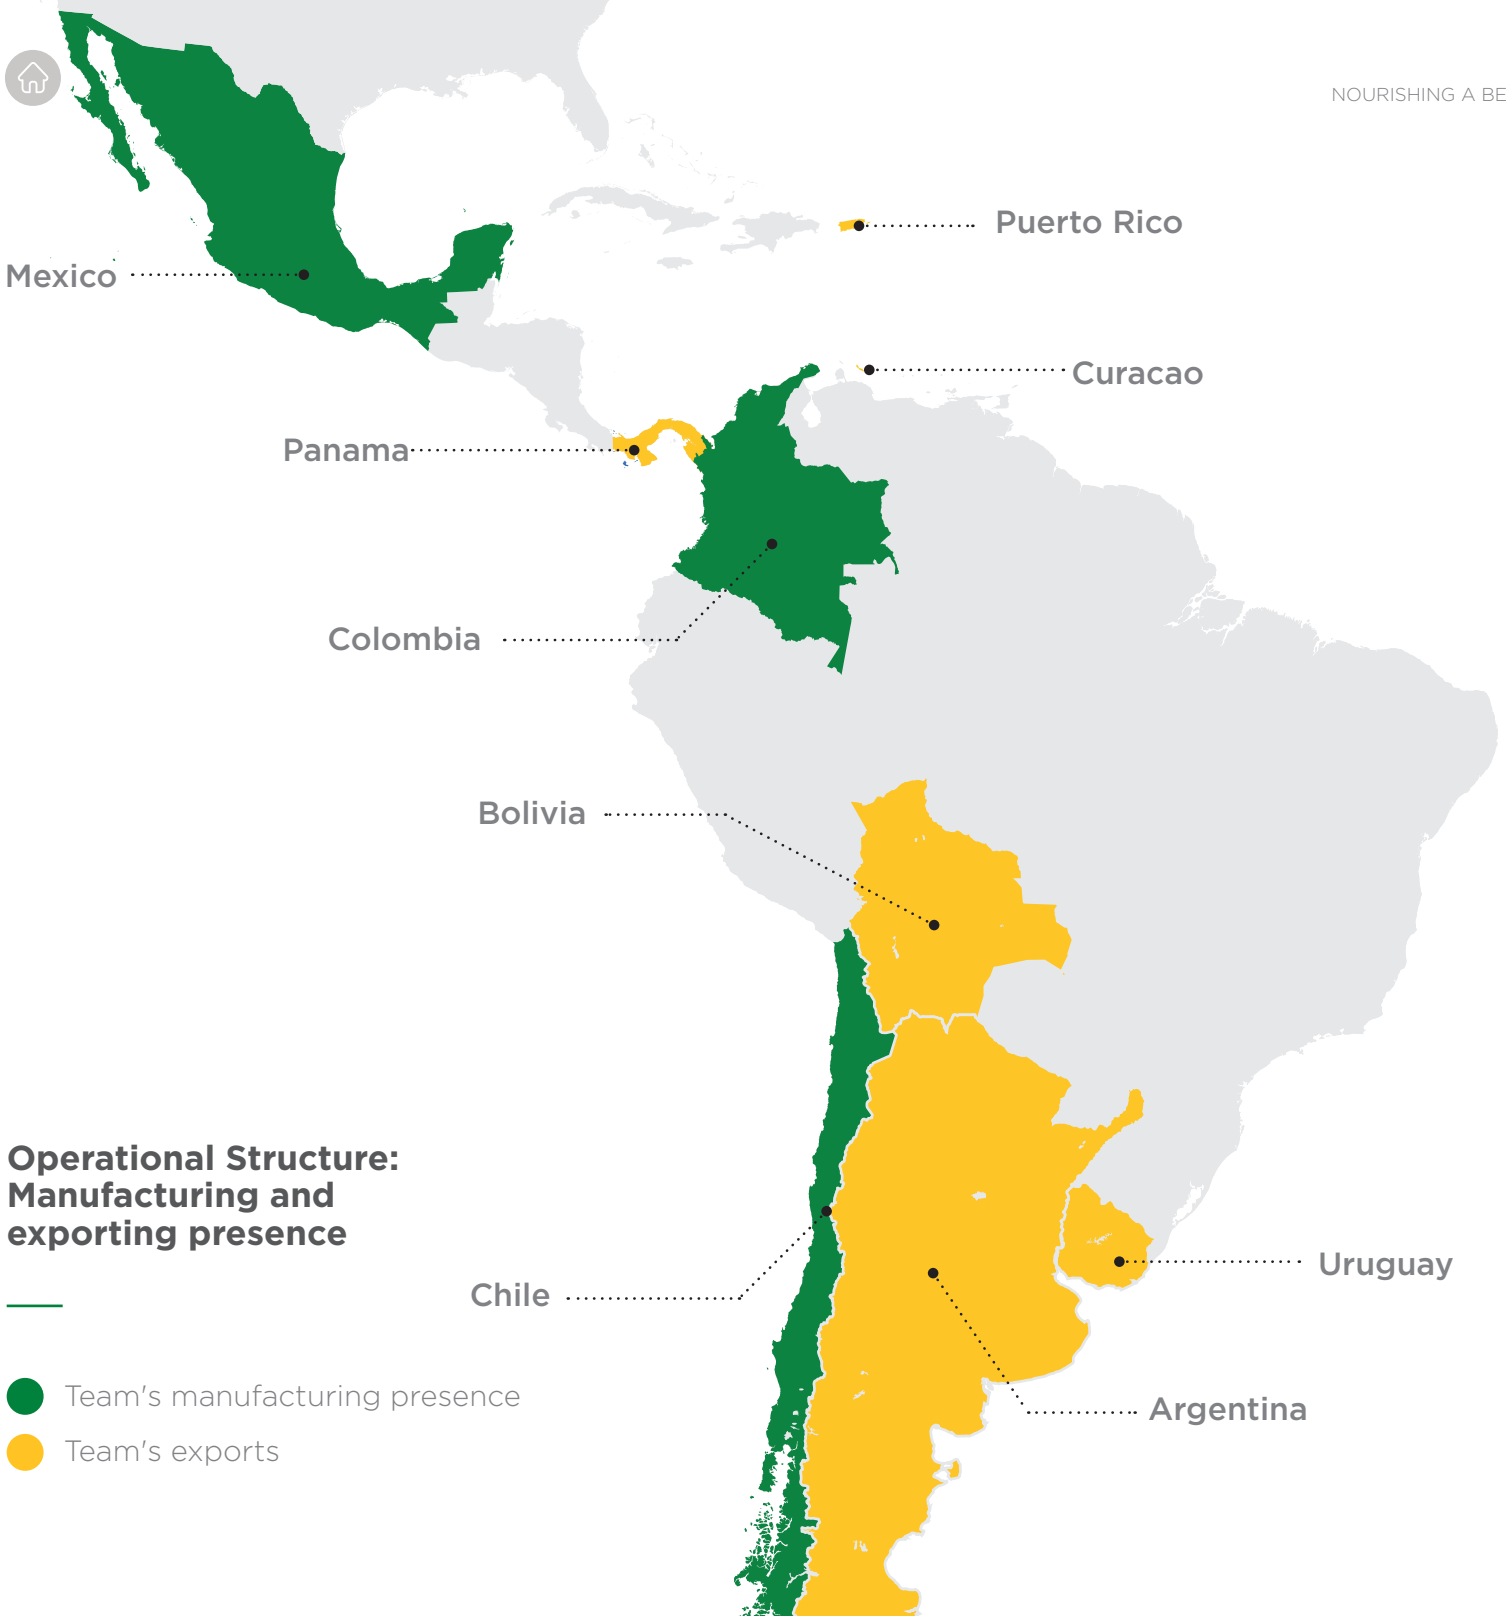 NOURISHING A BE
Puerto Rico
Mexico
Curacao
Panama
Colombia
Bolivia
Operational Structure:
Manufacturing and
exporting presence
Uruguay
Chile
Team's manufacturing presence
Argentina
Team's exports